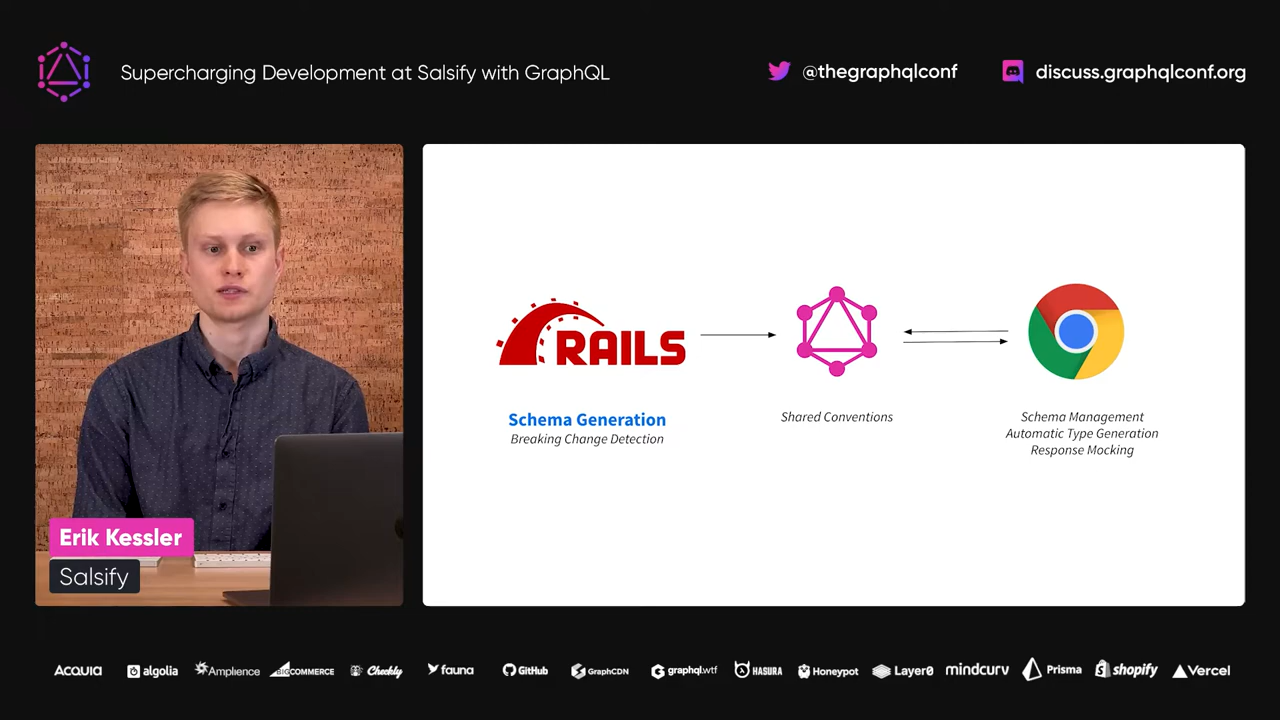 Supercharging Development at Salsify with GraphQL
@thegraphqlconf
discuss.graphqlconf.org
RAILS
Schema Generation
Breaking Change Detection
Shared Conventions
Schema Management
Automatic Type Generation
Response Mocking
Erik Kessler
Salsify
ACQUIA
algolia
Amplience
BIGCOMMERCE
Checkly
fauna
GitHub
GraphCDN
graphql.wtf
HASURA
Honeypot
Layer0
mindcurv
Prisma
shopify
Vercel